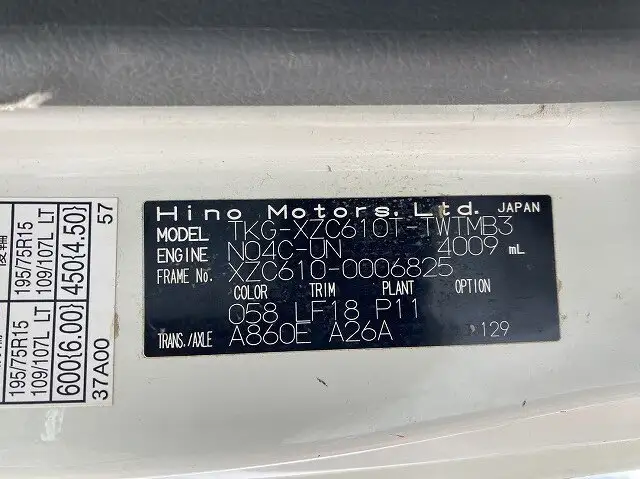 Hino Motors, Ltd. JAPAN
MODEL TKG-XZC610T-TWTMB3
ENGINE N04C-UN 4009 mL
FRAME No. XZC610-0006825
COLOR TRIM PLANT OPTION
058 LF18 P11
TRANS./AXLE A860E A26A 129
195/75R15
109/107L LT
450{4.50}
57
195/75R15
109/107L LT
600{6.00}
37A00